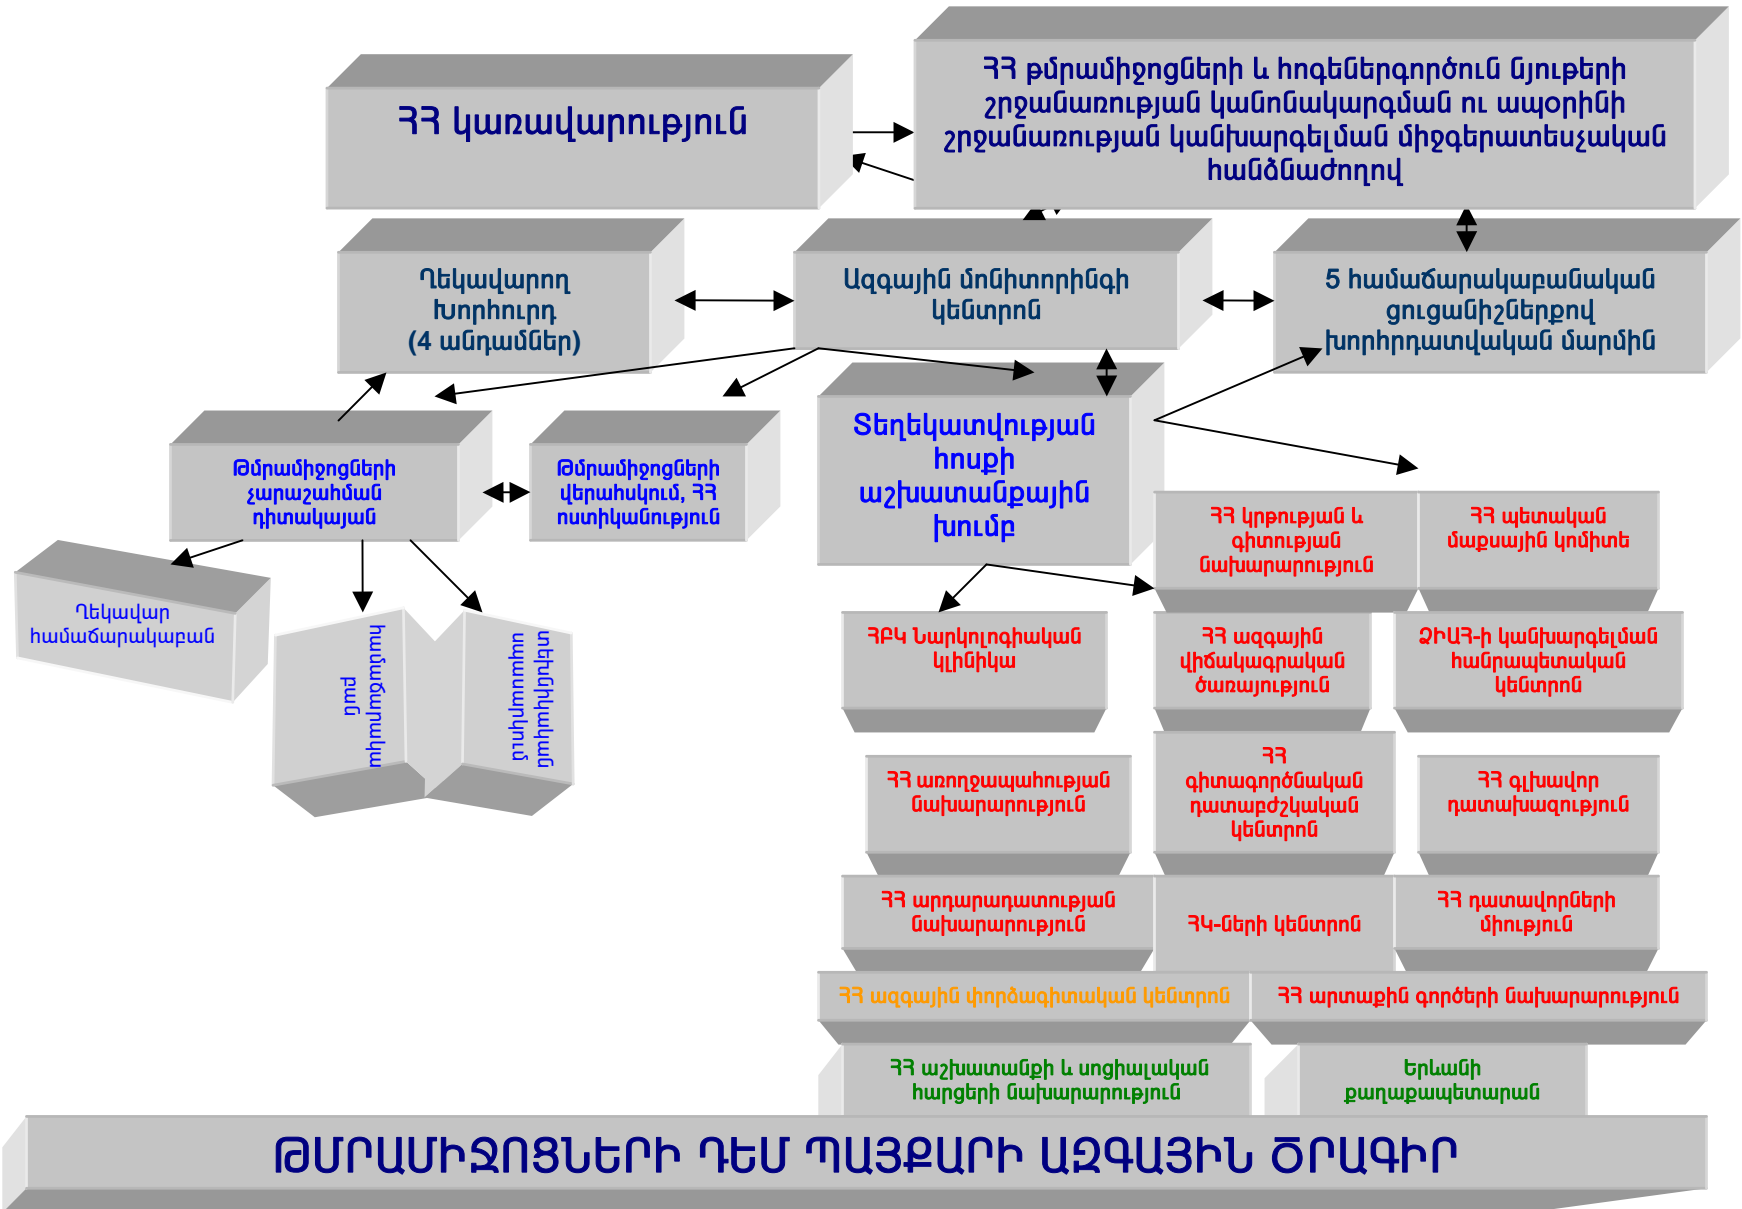 ՀՀ կառավարություն
ՀՀ թմրամիջոցների և հոգեներգործուն նյութերի
շրջանառության կանոնակարգման ու ապօրինի
շրջանառության կանխարգելման միջգերատեսչական
հանձնաժողով
Ղեկավարող
Խորհուրդ
(4 անդամներ)
Ազգային մոնիտորինգի
կենտրոն
5 համաճարակաբանական
ցուցանիշներքով
խորհրդատվական մարմին
Թմրամիջոցների
չարաշահման
դիտակայան
Թմրամիջոցների
վերահսկում, ՀՀ
ոստիկանություն
Տեղեկատվության
հոսքի
աշխատանքային
խումբ
Ղեկավար
համաճարակաբան
ՀՀ կրթության և
գիտության
նախարարություն
ՀՀ պետական
մաքսային կոմիտե
ՀԲԿ Նարկոլոգիական
կլինիկա
ՀՀ ազգային
վիճակագրական
ծառայություն
ՁԻԱՀ-ի կանխարգելման
հանրապետական
կենտրոն
ՀՀ առողջապահության
նախարարություն
ՀՀ
գիտագործնական
դատաբժշկական
կենտրոն
ՀՀ գլխավոր
դատախազություն
ՀՀ արդարադատության
նախարարություն
ՀԿ-ների կենտրոն
ՀՀ դատավորների
միություն
ՀՀ ազգային փորձագիտական կենտրոն
ՀՀ արտաքին գործերի նախարարություն
ՀՀ աշխատանքի և սոցիալական
հարցերի նախարարություն
Երևանի
քաղաքապետարան
ԹՄՐԱՄԻՋՈՑՆԵՐԻ ԴԵՄ ՊԱՅՔԱՐԻ ԱԶԳԱՅԻՆ ԾՐԱԳԻՐ